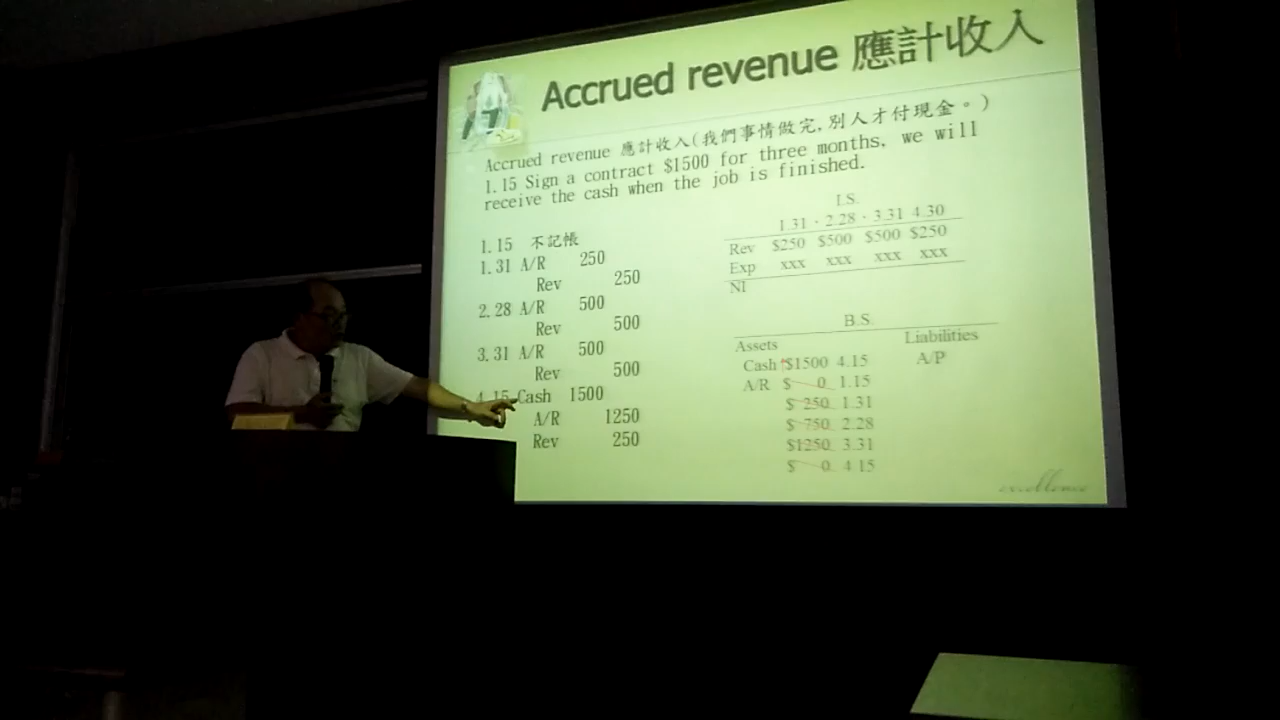 Accrued revenue 應計收入
Accrued revenue 應計收入(我們事情做完,別人才付現金。)
1.15 Sign a contract $1500 for three months, we will
receive the cash when the job is finished.
1.15 不記帳
1.31 A/R 250
Rev 250
2.28 A/R 500
Rev 500
3.31 A/R 500
Rev 500
4.15 Cash 1500
A/R 1250
Rev 250
I.S.
1.31 · 2.28 · 3.31 4.30
Rev $250 $500 $500 $250
Exp xxx xxx xxx xxx
NI
B.S.
Assets Liabilities
Cash $1500 4.15 A/P
A/R $ 0 1.15
$ 250 1.31
$ 750 2.28
$1250 3.31
$ 0 4.15
excellence